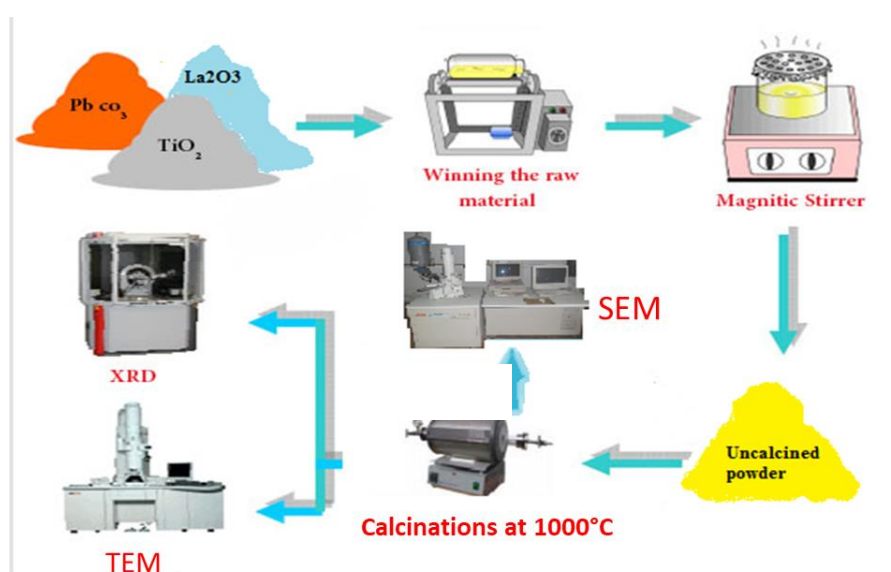 La2O3
Pb co₃
TiO₂
Winning the raw
material
Magnitic Stirrer
SEM
XRD
Uncalcined
powder
Calcinations at 1000°C
TEM